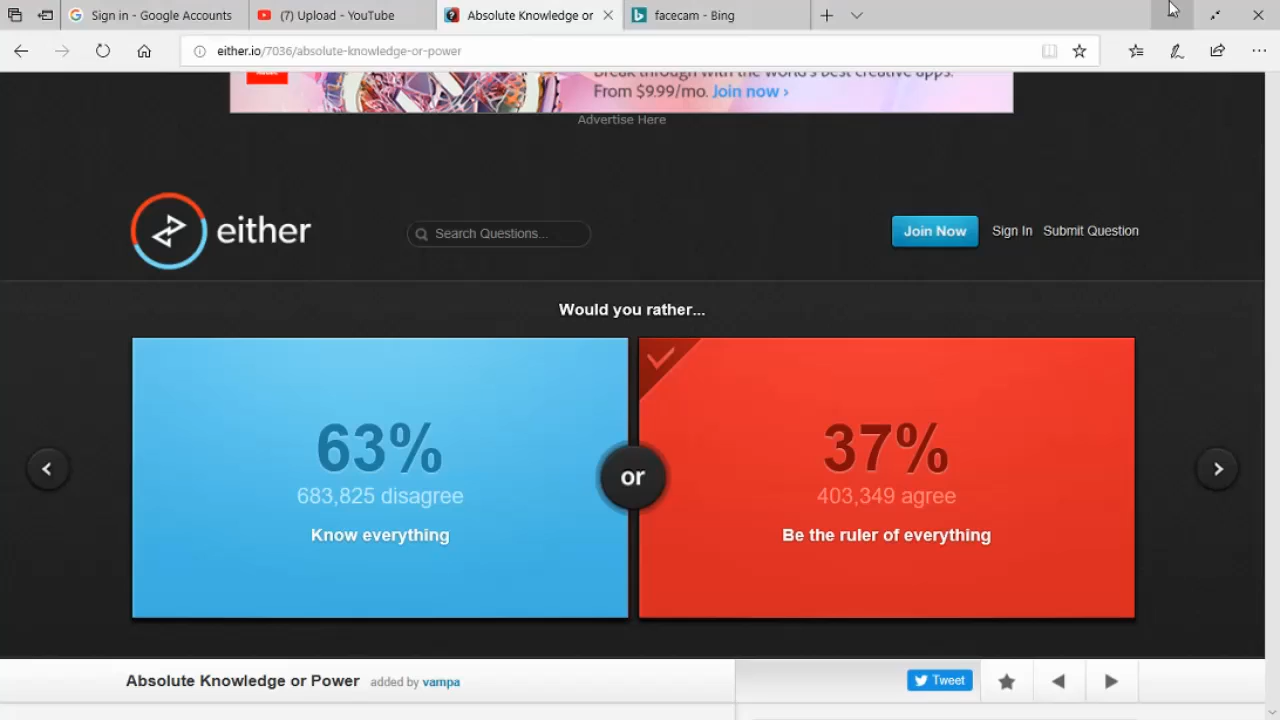 Sign in - Google Accounts
(7) Upload - YouTube
Absolute Knowledge or
facecam - Bing
either.io/7036/absolute-knowledge-or-power
Break through with the world's best creative apps.
From $9.99/mo. Join now ›
Advertise Here
either
Search Questions...
Join Now
Sign In
Submit Question
Would you rather...
63%
683,825 disagree
Know everything
or
37%
403,349 agree
Be the ruler of everything
Absolute Knowledge or Power
added by vampa
Tweet